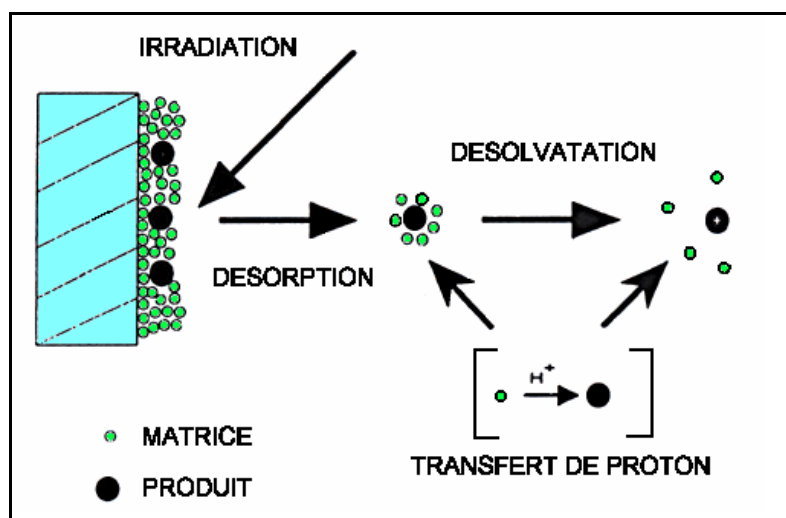 IRRADIATION
DESOLVATATION
DESORPTION
H+
TRANSFERT DE PROTON
MATRICE
PRODUIT
+